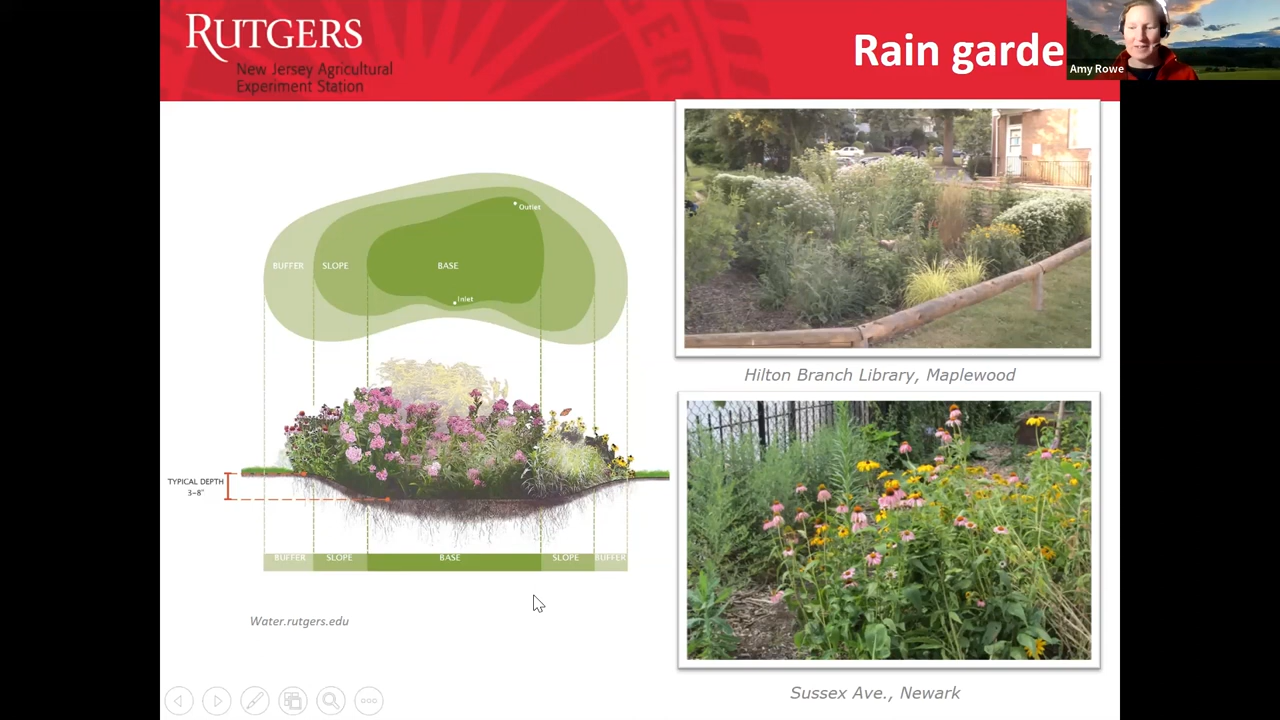 RUTGERS
New Jersey Agricultural
Experiment Station
Rain garde
Amy Rowe
Outlet
BUFFER
SLOPE
BASE
Inlet
TYPICAL DEPTH
3-8"
BUFFER
SLOPE
BASE
SLOPE
BUFFER
Water.rutgers.edu
Hilton Branch Library, Maplewood
Sussex Ave., Newark